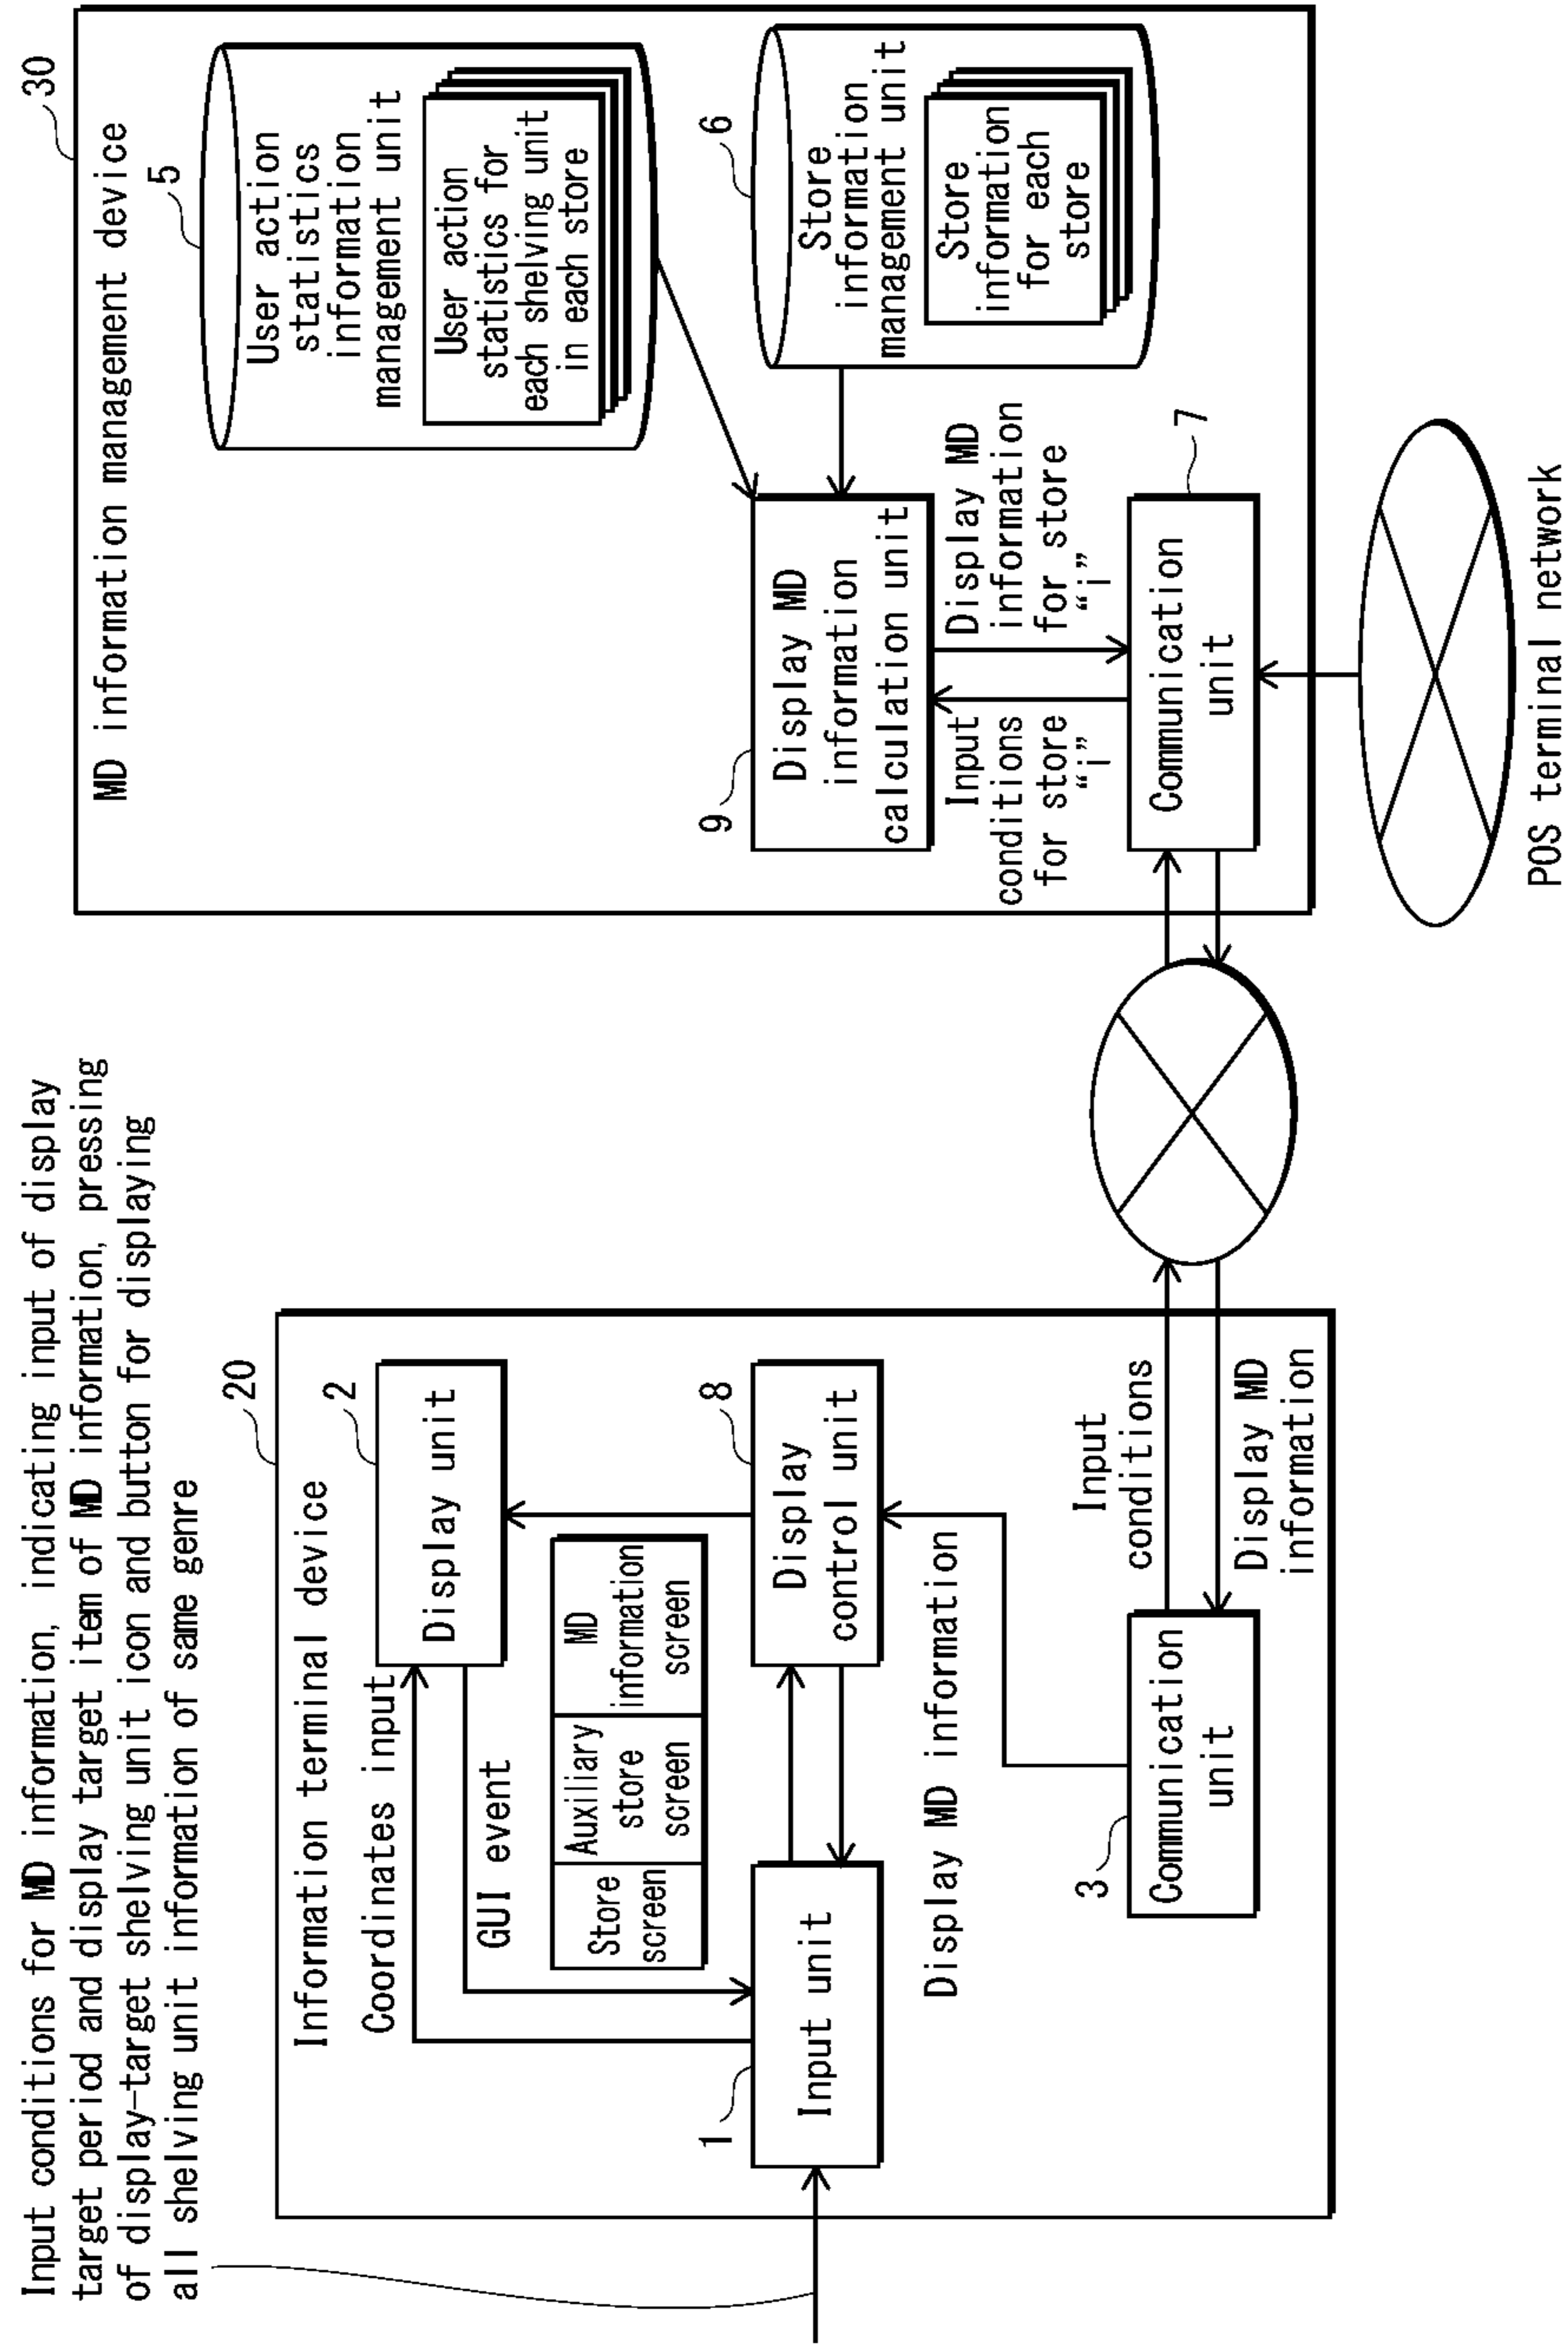 Input conditions for MD information, indicating input of display
target period and display target item of MD information, pressing
of display-target shelving unit icon and button for displaying
all shelving unit information of same genre
20
Information terminal device
Coordinates input
GUI event
2
Display unit
Store
screen
Auxiliary
store
screen
MD
information
screen
1
Input unit
8
Display
control unit
Display MD information
3
Communication
unit
Input
conditions
Display MD
information
30
MD information management device
5
User action
statistics
information
management unit
User action
statistics for
each shelving unit
in each store
6
Store
information
management unit
Store
information
for each
store
9
Display MD
information
calculation unit
Input
conditions
for store
“i”
Display MD
information
for store
“i”
7
Communication
unit
POS terminal network